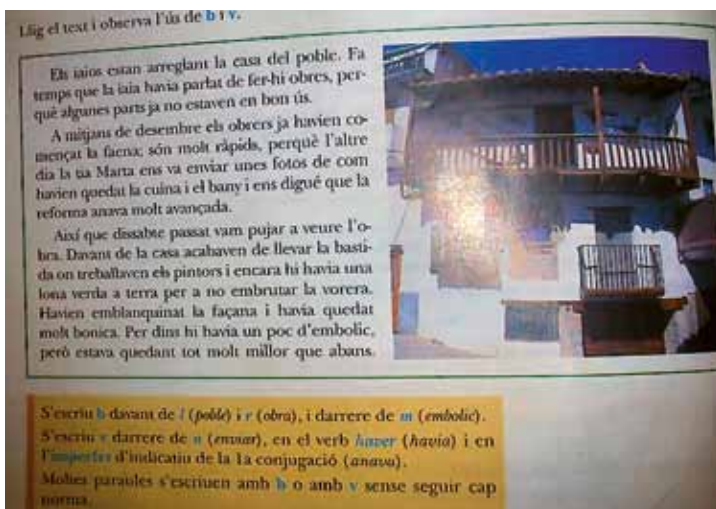 Llig el text i observa l'ús de b i v.
Els iaios estan arreglant la casa del poble. Fa
temps que la iaia havia parlat de fer-hi obres, per-
què algunes parts ja no estaven en bon ús.
A mitjans de desembre els obrers ja havien co-
mençat la faena; són molt ràpids, perquè l'altre
dia la tia Marta ens va enviar unes fotos de com
havien quedat la cuina i el bany i ens digué que la
reforma anava molt avançada.
Així que dissabte passat vam pujar a veure l'o-
bra. Davant de la casa acabaven de llevar la basti-
da on treballaven els pintors i encara hi havia una
lona verda a terra per a no embrutar la vorera.
Havien emblanquinat la façana i havia quedat
molt bonica. Per dins hi havia un poc d'embolic,
però estava quedant tot molt millor que abans.
S'escriu b davant de l (poble) i r (obra), i darrere de m (embolic).
S'escriu v darrere de n (enviar), en el verb haver (havia) i en
l'imperfet d'indicatiu de la 1a conjugació (anava).
Moltes paraules s'escriuen amb b o amb v sense seguir cap
norma.